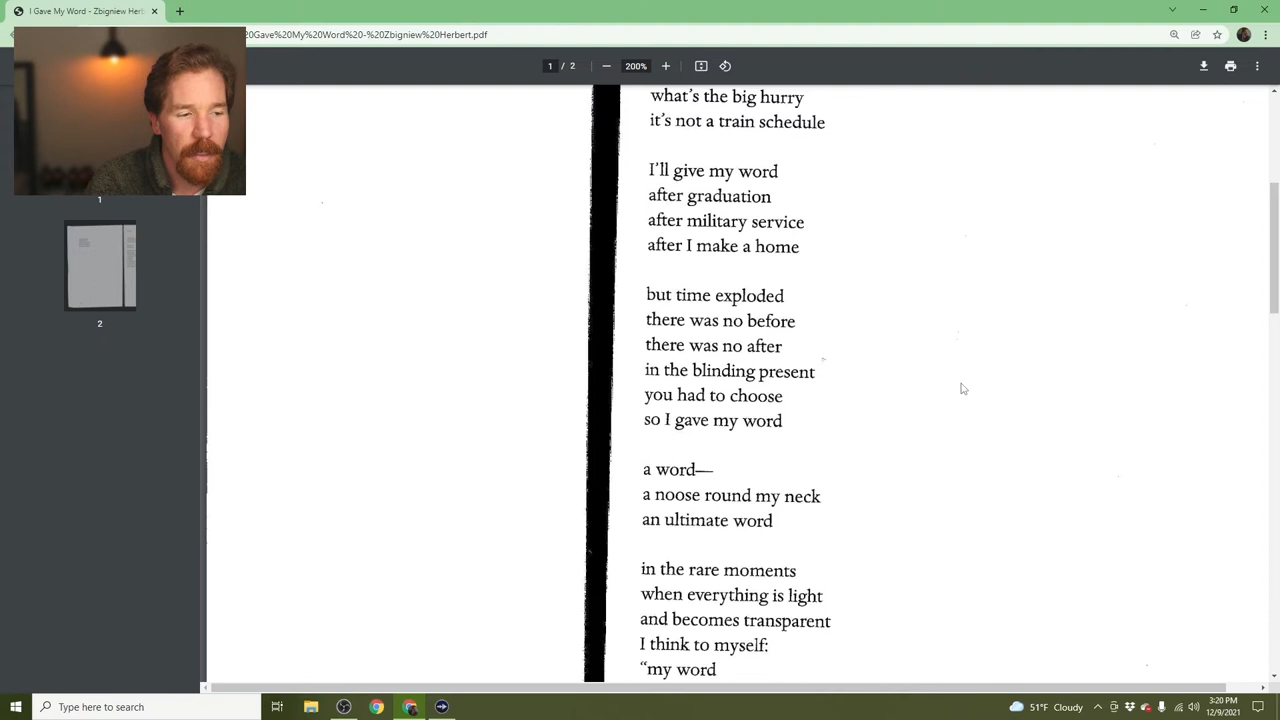 I Gave My Word - Zbigniew Herb
20Gave%20My%20Word%20-%20Zbigniew%20Herbert.pdf
1 / 2
200%
what's the big hurry
it's not a train schedule
I'll give my word
after graduation
after military service
after I make a home
but time exploded
there was no before
there was no after
in the blinding present
you had to choose
so I gave my word
a word—
a noose round my neck
an ultimate word
in the rare moments
when everything is light
and becomes transparent
I think to myself:
“my word
1
2
Type here to search
51°F Cloudy
3:20 PM
12/9/2021